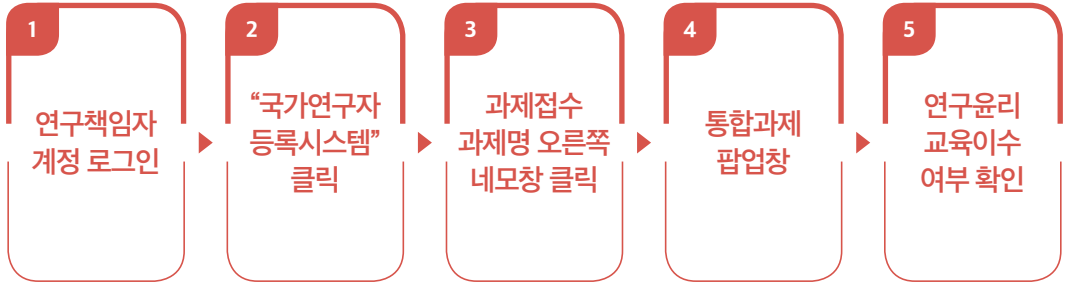 1
연구책임자
계정 로그인
2
“국가연구자
등록시스템”
클릭
3
과제접수
과제명 오른쪽
네모창 클릭
4
통합과제
팝업창
5
연구윤리
교육이수
여부 확인